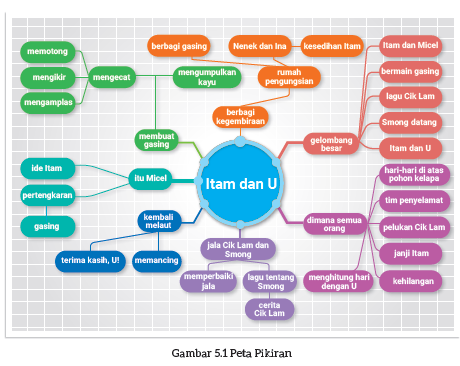 memotong
mengikir
mengamplas
mengecat
membuat
gasing
mengumpulkan
kayu
berbagi gasing
Nenek dan Ina
kesedihan Itam
rumah
pengungsian
berbagi
kegembiraan
gelombang
besar
Itam dan Micel
bermain gasing
lagu Cik Lam
Smong datang
Itam dan U
Itam dan U
ide Itam
pertengkaran
gasing
itu Micel
kembali
melaut
terima kasih, U!
memancing
jala Cik Lam dan
Smong
memperbaiki
jala
lagu tentang
Smong
cerita
Cik Lam
dimana semua
orang
menghitung hari
dengan U
hari-hari di atas
pohon kelapa
tim penyelamat
pelukan Cik Lam
janji Itam
kehilangan
Gambar 5.1 Peta Pikiran